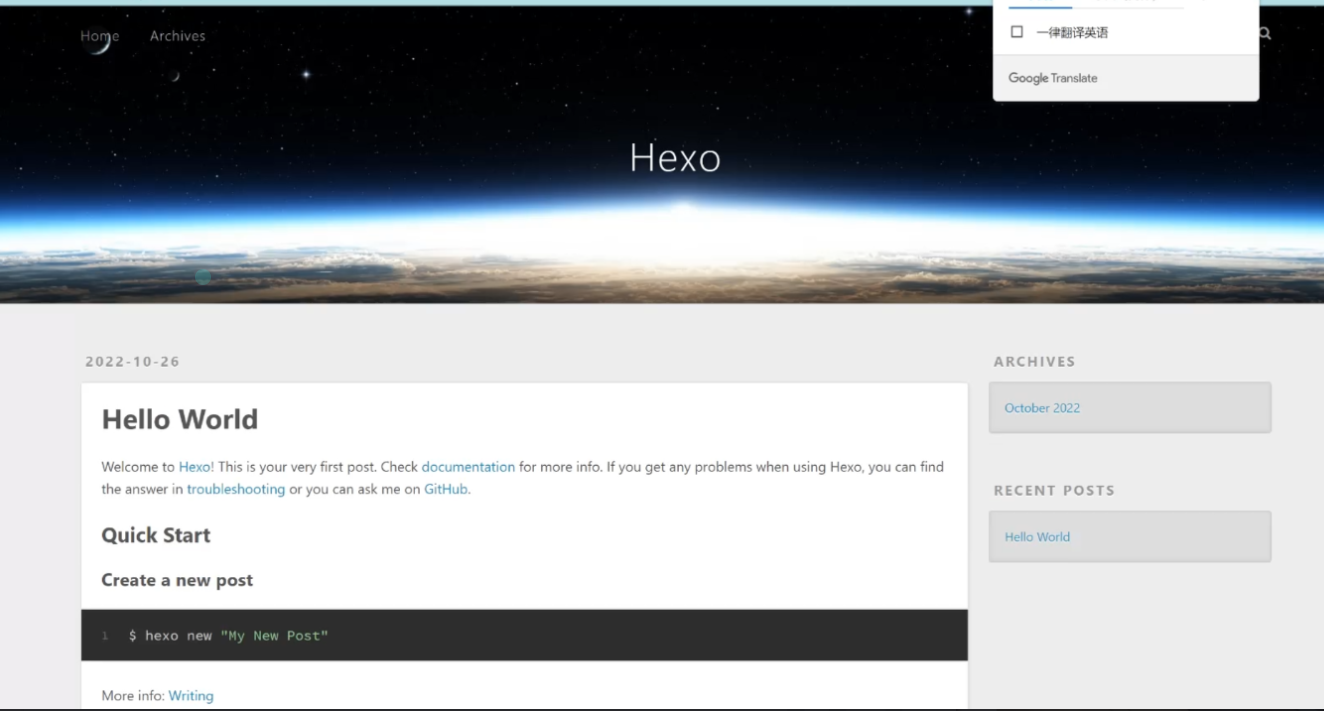 Home Archives
一律翻译英语
Google Translate
Hexo
2022-10-26
Hello World
Welcome to Hexo! This is your very first post. Check documentation for more info. If you get any problems when using Hexo, you can find
the answer in troubleshooting or you can ask me on GitHub.
Quick Start
Create a new post
1 $ hexo new "My New Post"
More info: Writing
ARCHIVES
October 2022
RECENT POSTS
Hello World